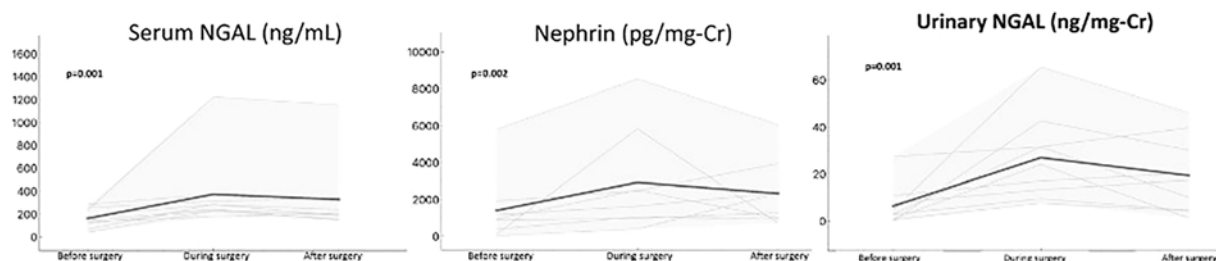 Serum NGAL (ng/mL)
p=0.001
1600
1400
1200
1000
800
600
400
200
0
Before surgery During surgery After surgery
Nephrin (pg/mg-Cr)
p=0.002
10000
8000
6000
4000
2000
0
Before surgery During surgery After surgery
Urinary NGAL (ng/mg-Cr)
p=0.001
60
40
20
0
Before surgery During surgery After surgery